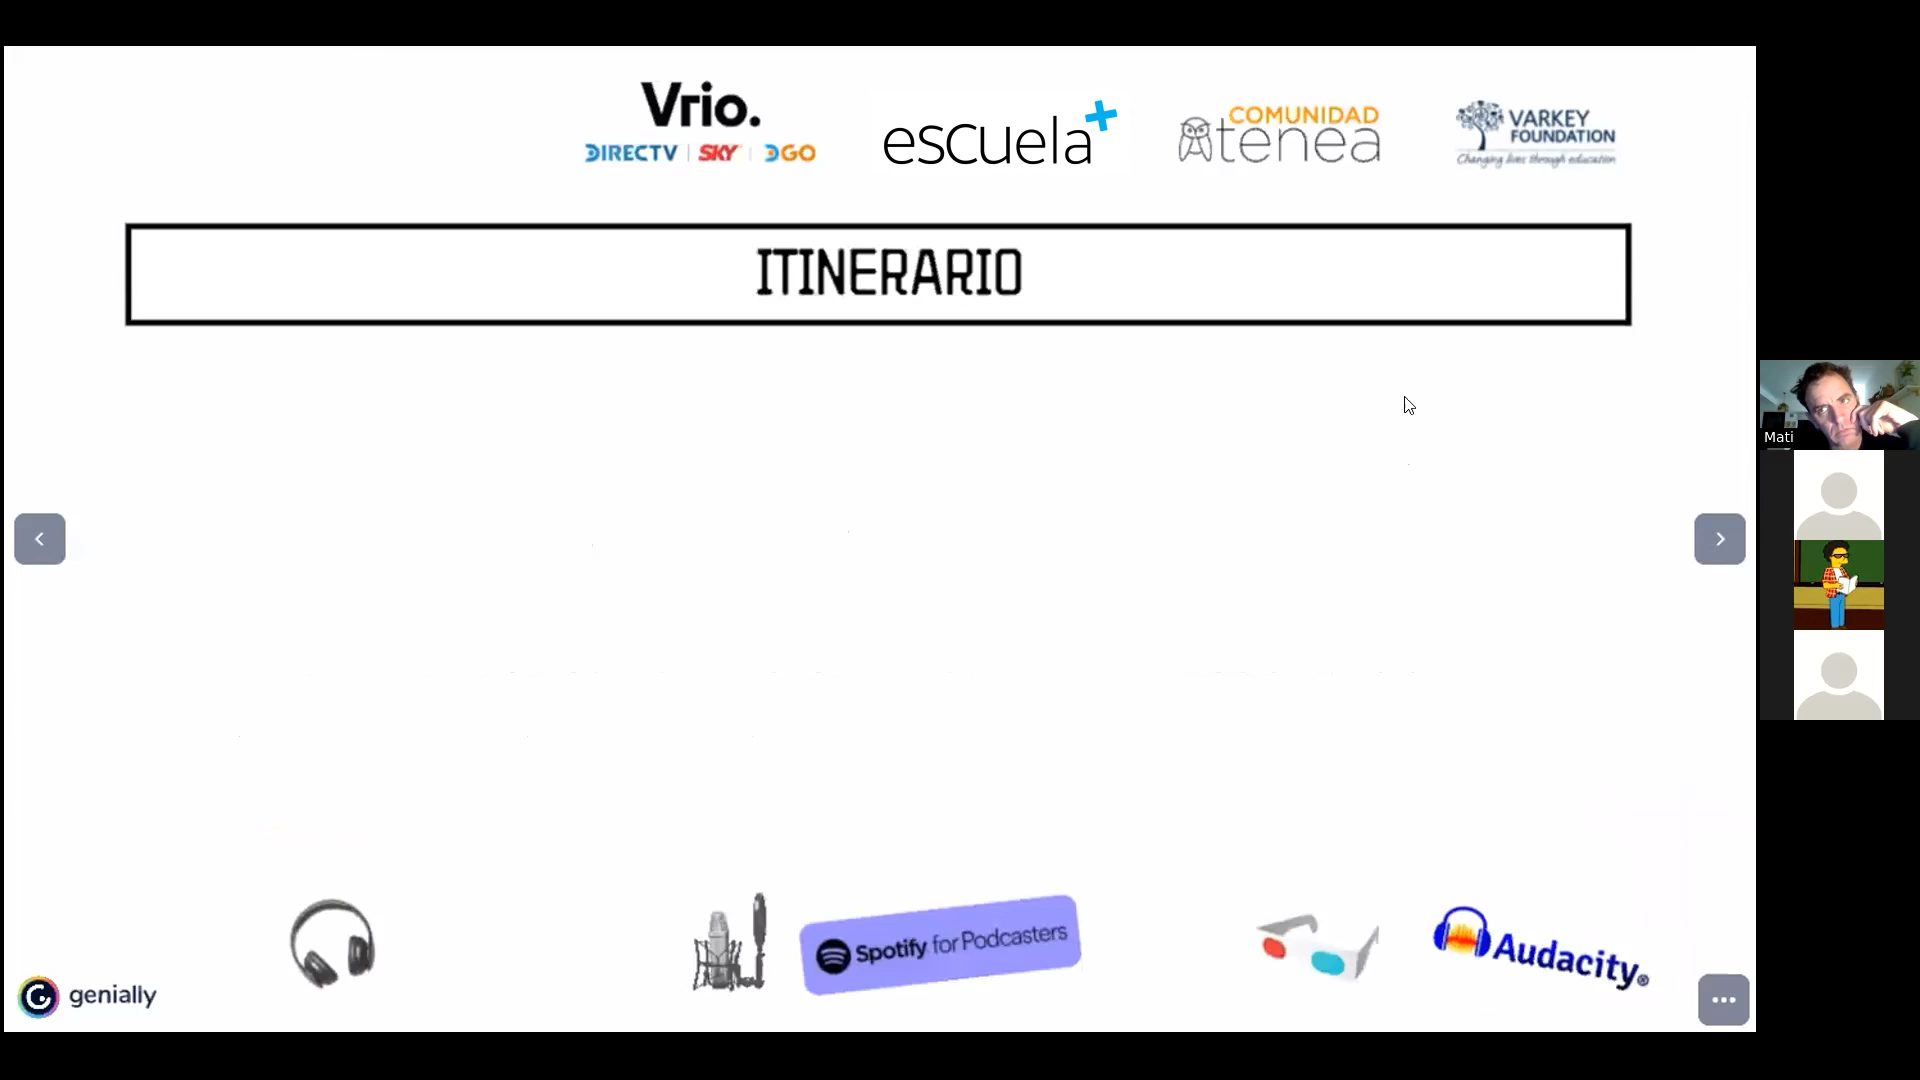 Vrio.
DIRECTV | SKY | DGO
escuela+
COMUNIDAD
Atenea
VARKEY
FOUNDATION
Changing lives through education
ITINERARIO
Mati
Spotify for Podcasters
Audacity®
genially